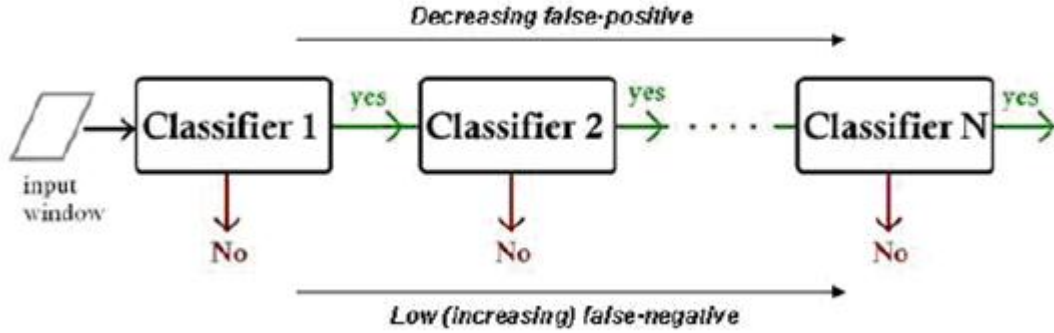 Decreasing false-positive
yes
yes
yes
Classifier 1
Classifier 2
. . . .
Classifier N
input
window
No
No
No
Low (increasing) false-negative